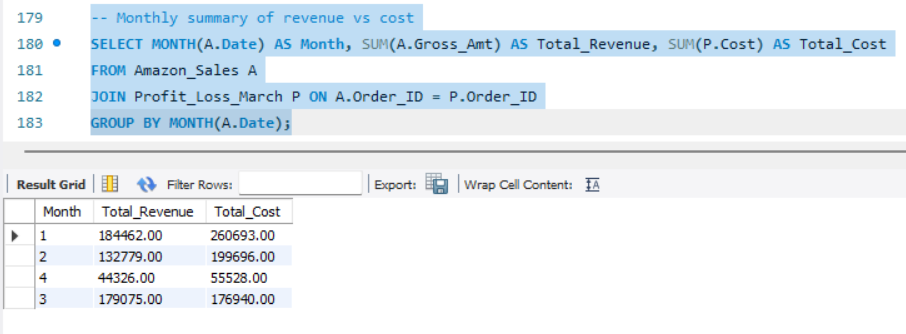 179 -- Monthly summary of revenue vs cost
180 SELECT MONTH(A.Date) AS Month, SUM(A.Gross_Amt) AS Total_Revenue, SUM(P.Cost) AS Total_Cost
181 FROM Amazon_Sales A
182 JOIN Profit_Loss_March P ON A.Order_ID = P.Order_ID
183 GROUP BY MONTH(A.Date);
Result Grid Filter Rows: Export: Wrap Cell Content: IA
Month Total_Revenue Total_Cost
1 184462.00 260693.00
2 132779.00 199696.00
4 44326.00 55528.00
3 179075.00 176940.00